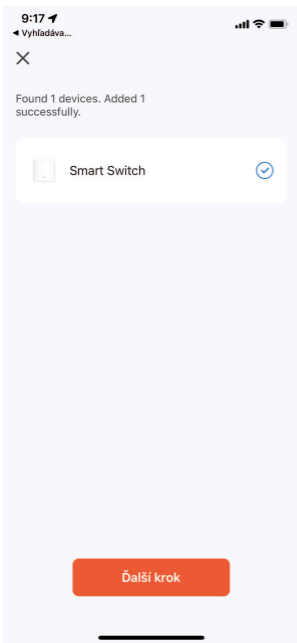 9:17
◀ Vyhľadáva...
Found 1 devices. Added 1
successfully.
Smart Switch
Ďalší krok